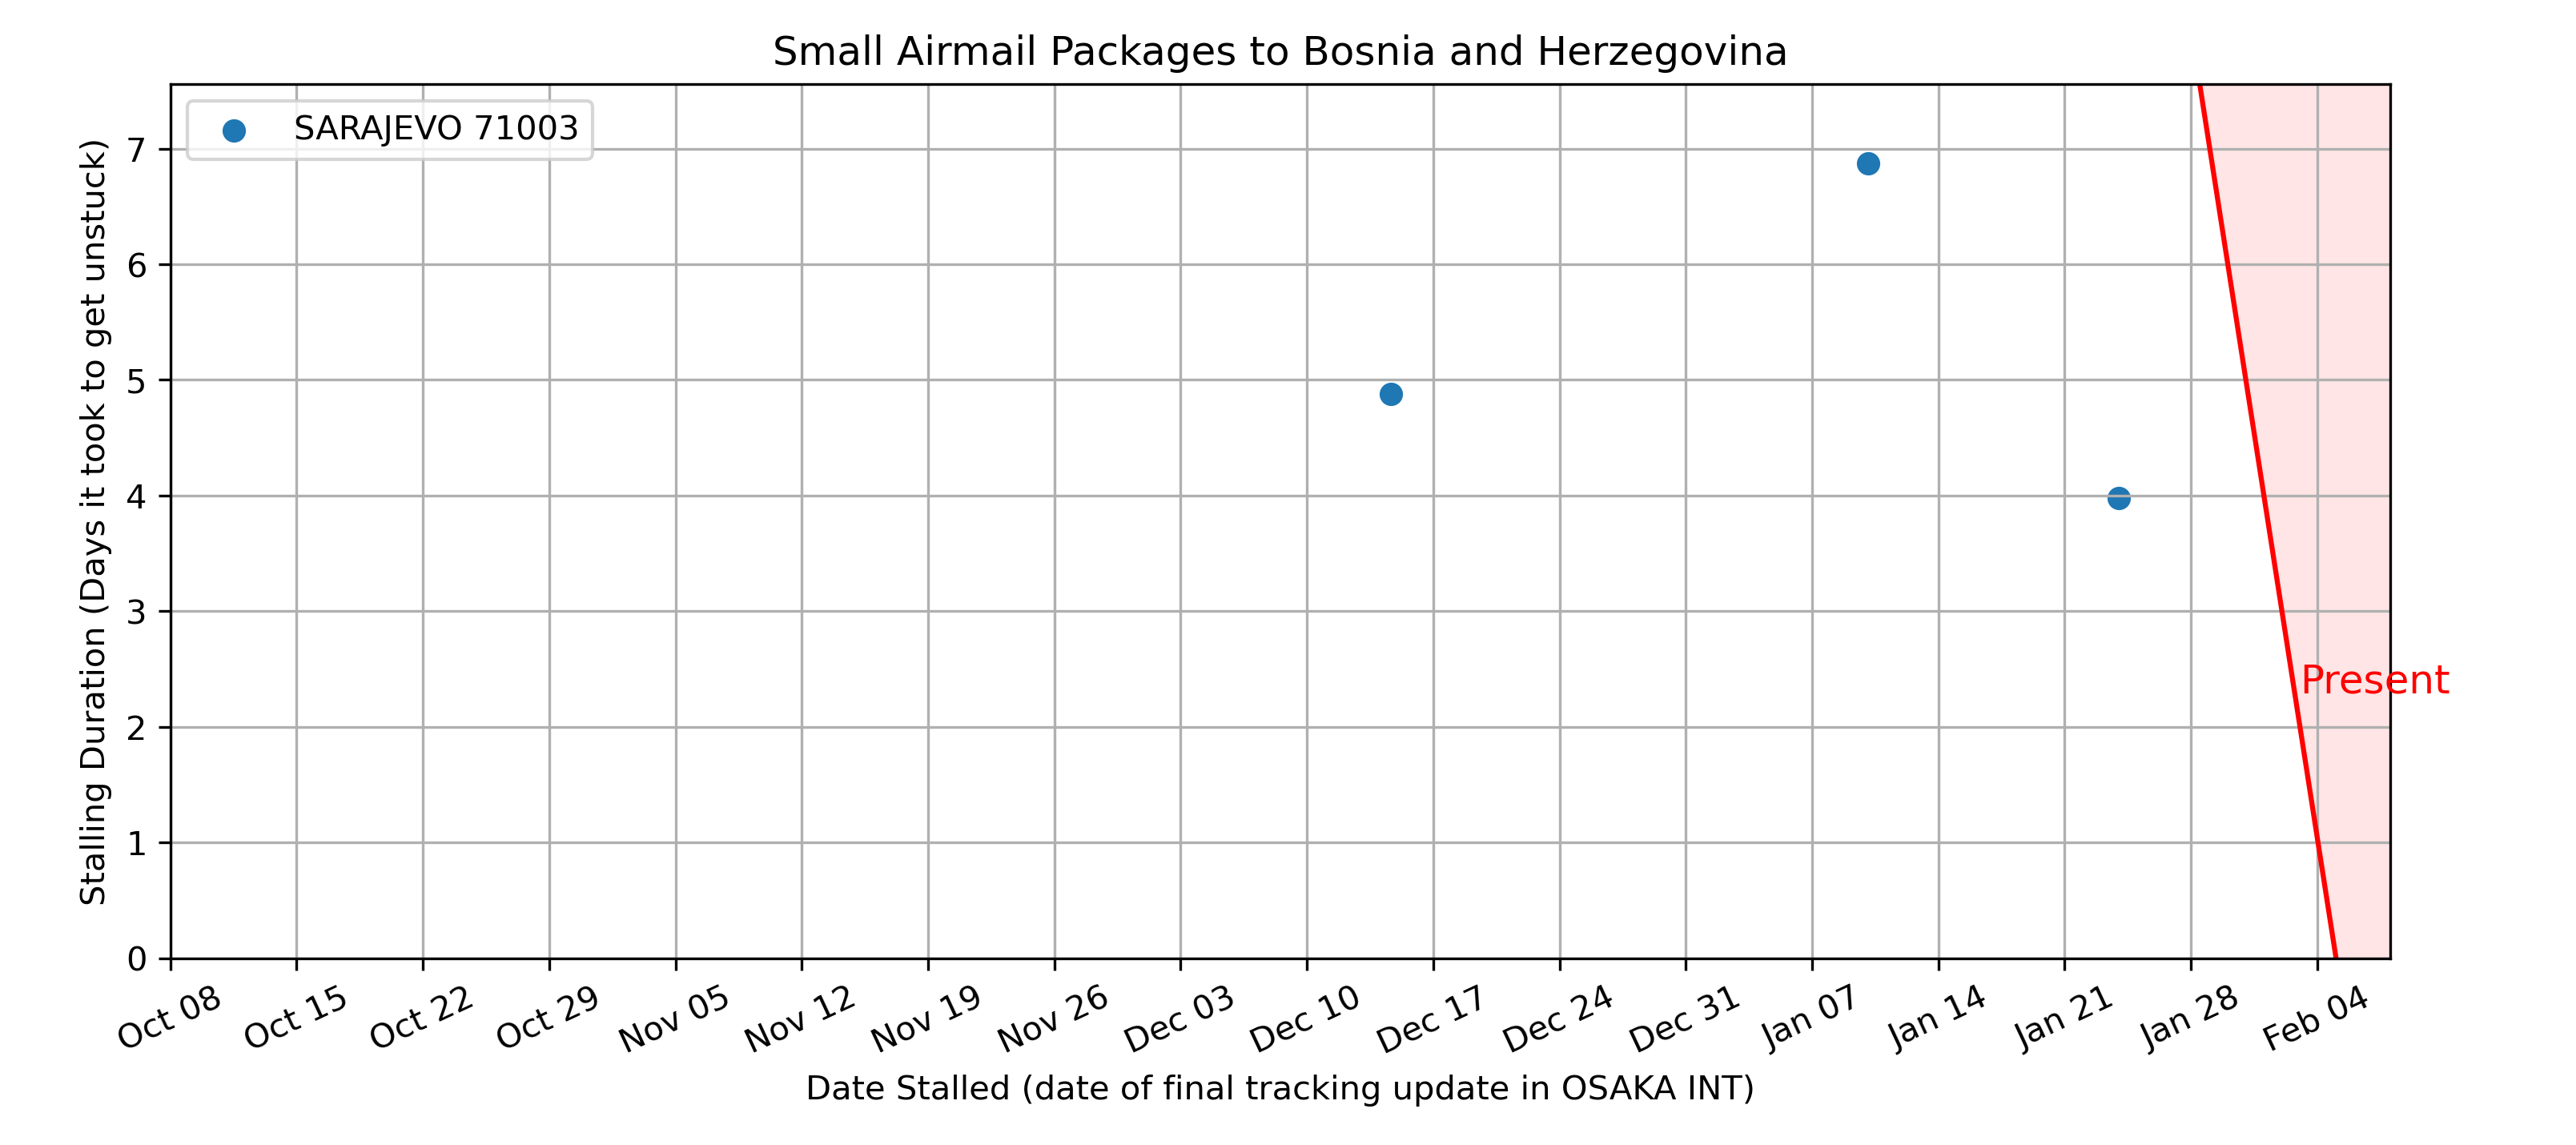 Small Airmail Packages to Bosnia and Herzegovina
SARAJEVO 71003
Stalling Duration (Days it took to get unstuck)
7
6
5
4
3
2
1
0
Present
Oct 08
Oct 15
Oct 22
Oct 29
Nov 05
Nov 12
Nov 19
Nov 26
Dec 03
Dec 10
Dec 17
Dec 24
Dec 31
Jan 07
Jan 14
Jan 21
Jan 28
Feb 04
Date Stalled (date of final tracking update in OSAKA INT)